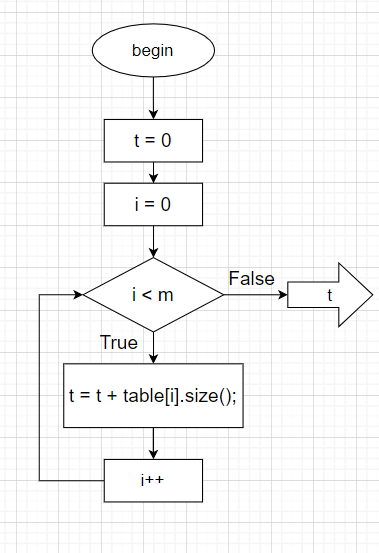 begin
t = 0
i = 0
i < m
False
t
True
t = t + table[i].size();
i++